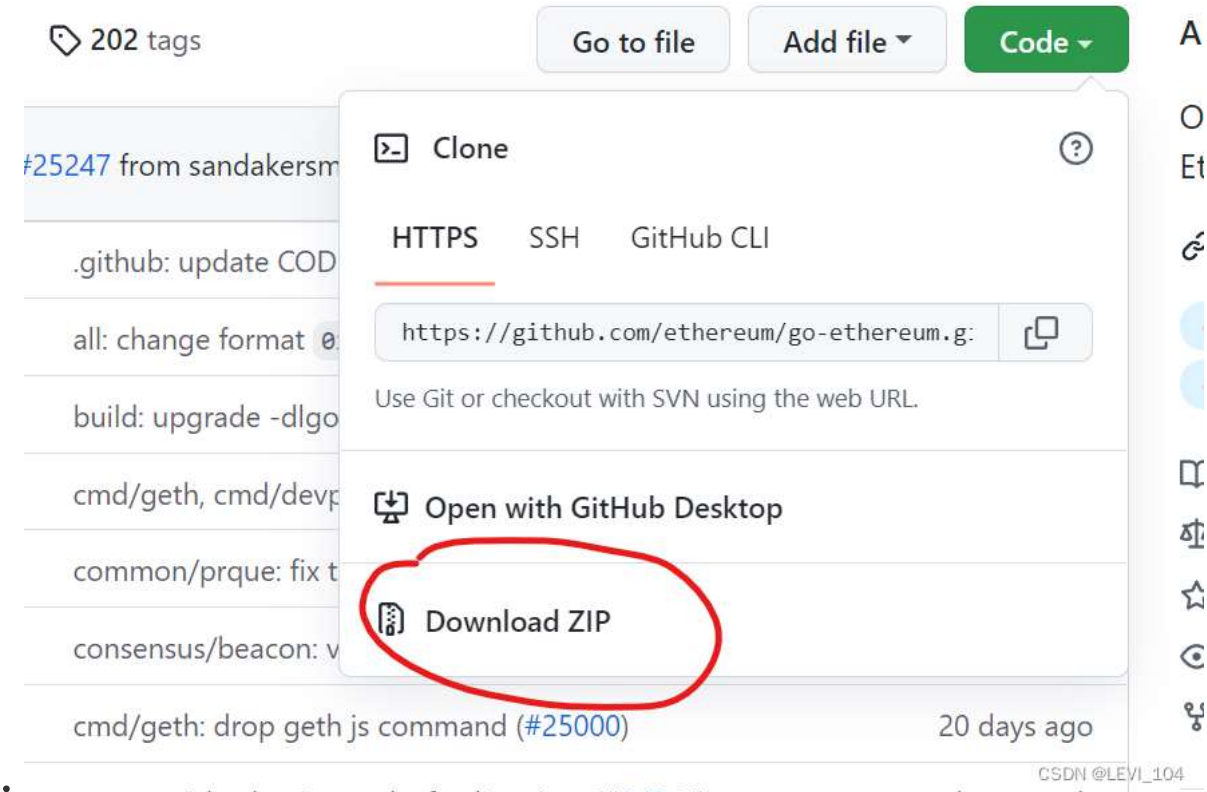 202 tags
Go to file
Add file
Code
A
O
Et
#25247 from sandakersm
Clone
HTTPS
SSH
GitHub CLI
.github: update COD
https://github.com/ethereum/go-ethereum.g
all: change format
Use Git or checkout with SVN using the web URL.
build: upgrade -dlgo
cmd/geth, cmd/devp
Open with GitHub Desktop
common/prque: fix t
Download ZIP
consensus/beacon: v
cmd/geth: drop geth js command (#25000)
20 days ago
CSDN @LEVI_104